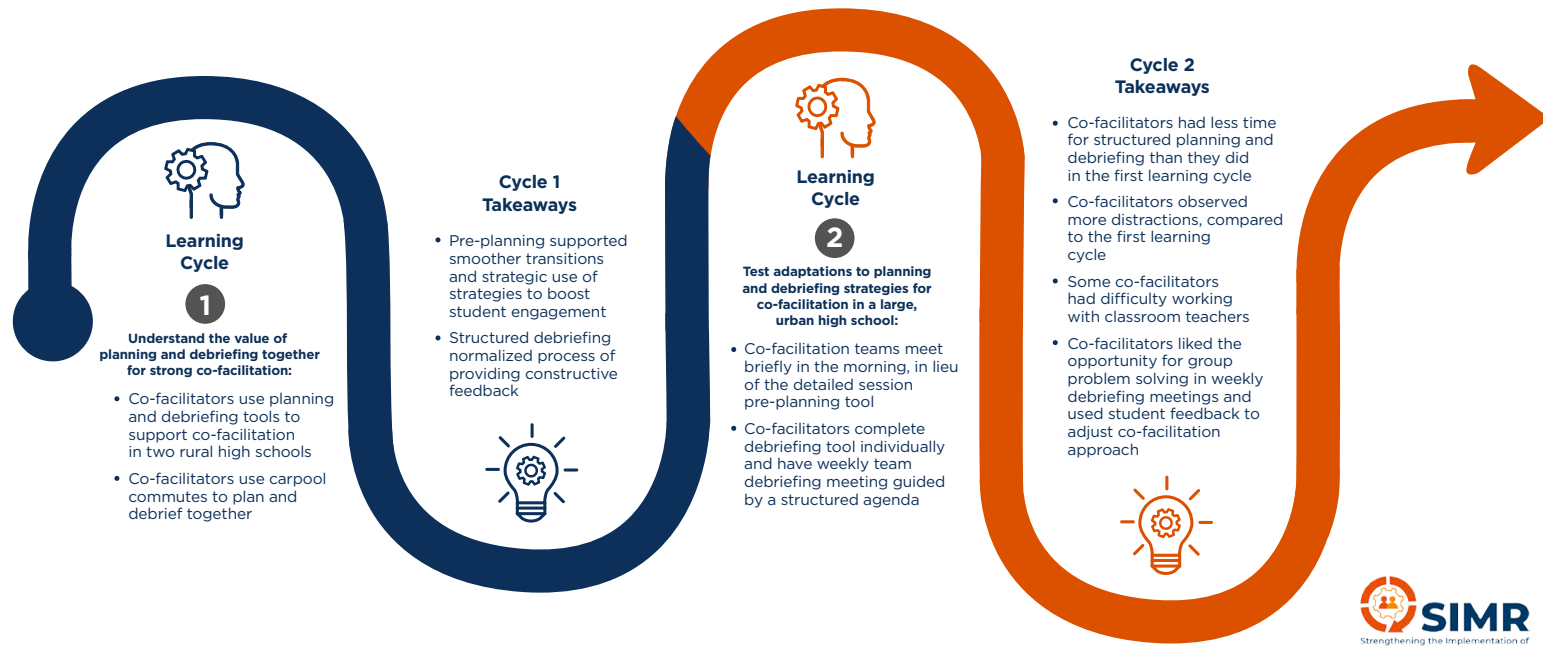 Learning
Cycle
1
Understand the value of
planning and debriefing together
for strong co-facilitation:
• Co-facilitators use planning
and debriefing tools to
support co-facilitation
in two rural high schools
• Co-facilitators use carpool
commutes to plan and
debrief together
Cycle 1
Takeaways
• Pre-planning supported
smoother transitions
and strategic use of
strategies to boost
student engagement
• Structured debriefing
normalized process of
providing constructive
feedback
Learning
Cycle
2
Test adaptations to planning
and debriefing strategies for
co-facilitation in a large,
urban high school:
• Co-facilitation teams meet
briefly in the morning, in lieu
of the detailed session
pre-planning tool
• Co-facilitators complete
debriefing tool individually
and have weekly team
debriefing meeting guided
by a structured agenda
Cycle 2
Takeaways
• Co-facilitators had less time
for structured planning and
debriefing than they did
in the first learning cycle
• Co-facilitators observed
more distractions, compared
to the first learning
cycle
• Some co-facilitators
had difficulty working
with classroom teachers
• Co-facilitators liked the
opportunity for group
problem solving in weekly
debriefing meetings and
used student feedback to
adjust co-facilitation
approach
SIMR
Strengthening the Implementation of